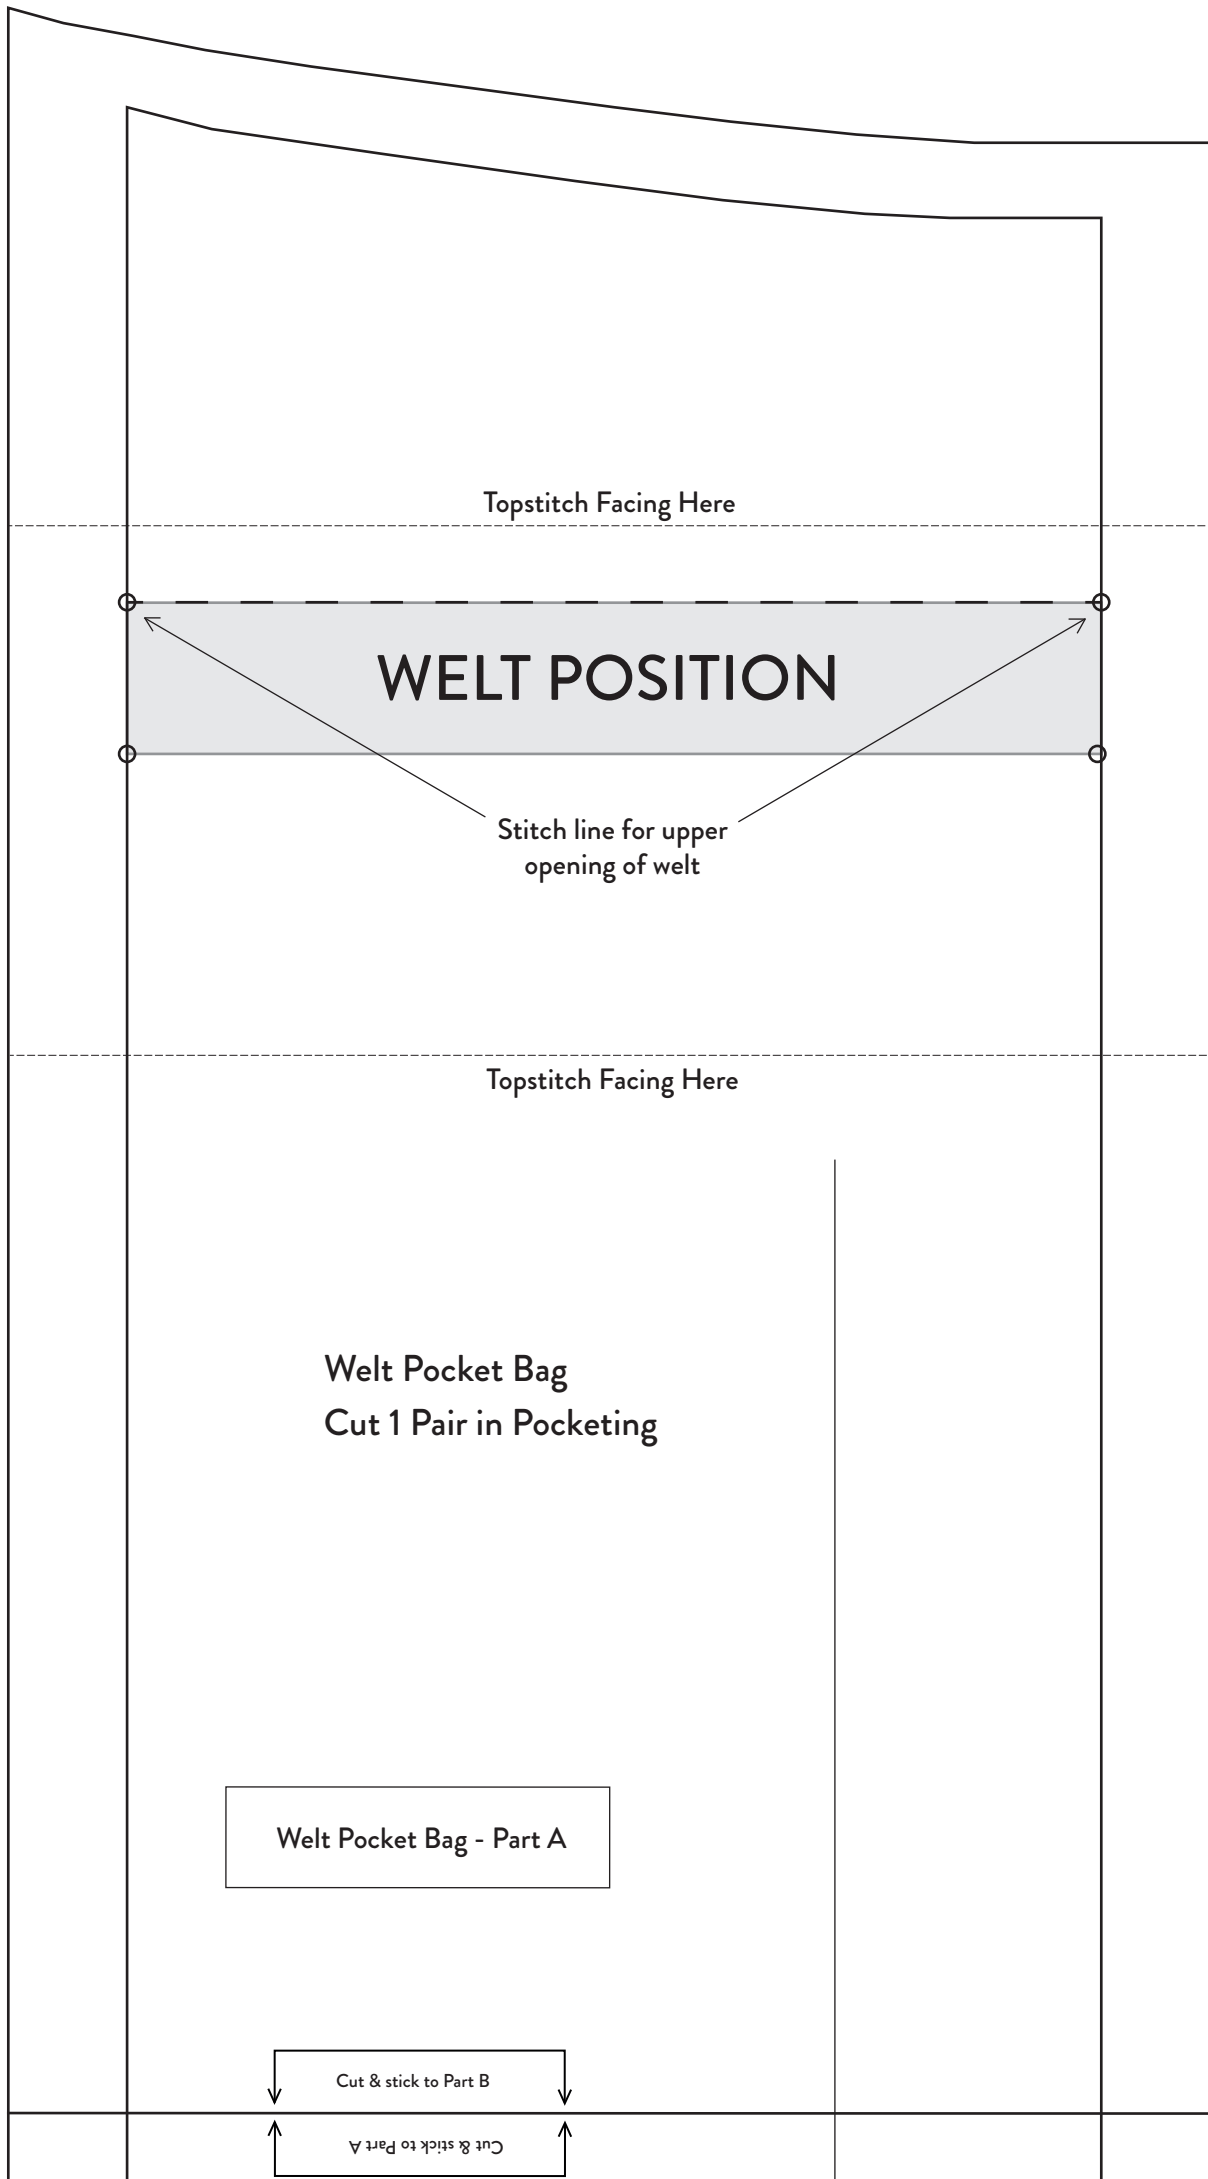 Topstitch Facing Here
WELT POSITION
Stitch line for upper
opening of welt
Topstitch Facing Here
Welt Pocket Bag
Cut 1 Pair in Pocketing
Welt Pocket Bag - Part A
Cut & stick to Part B
Cut & stick to Part A